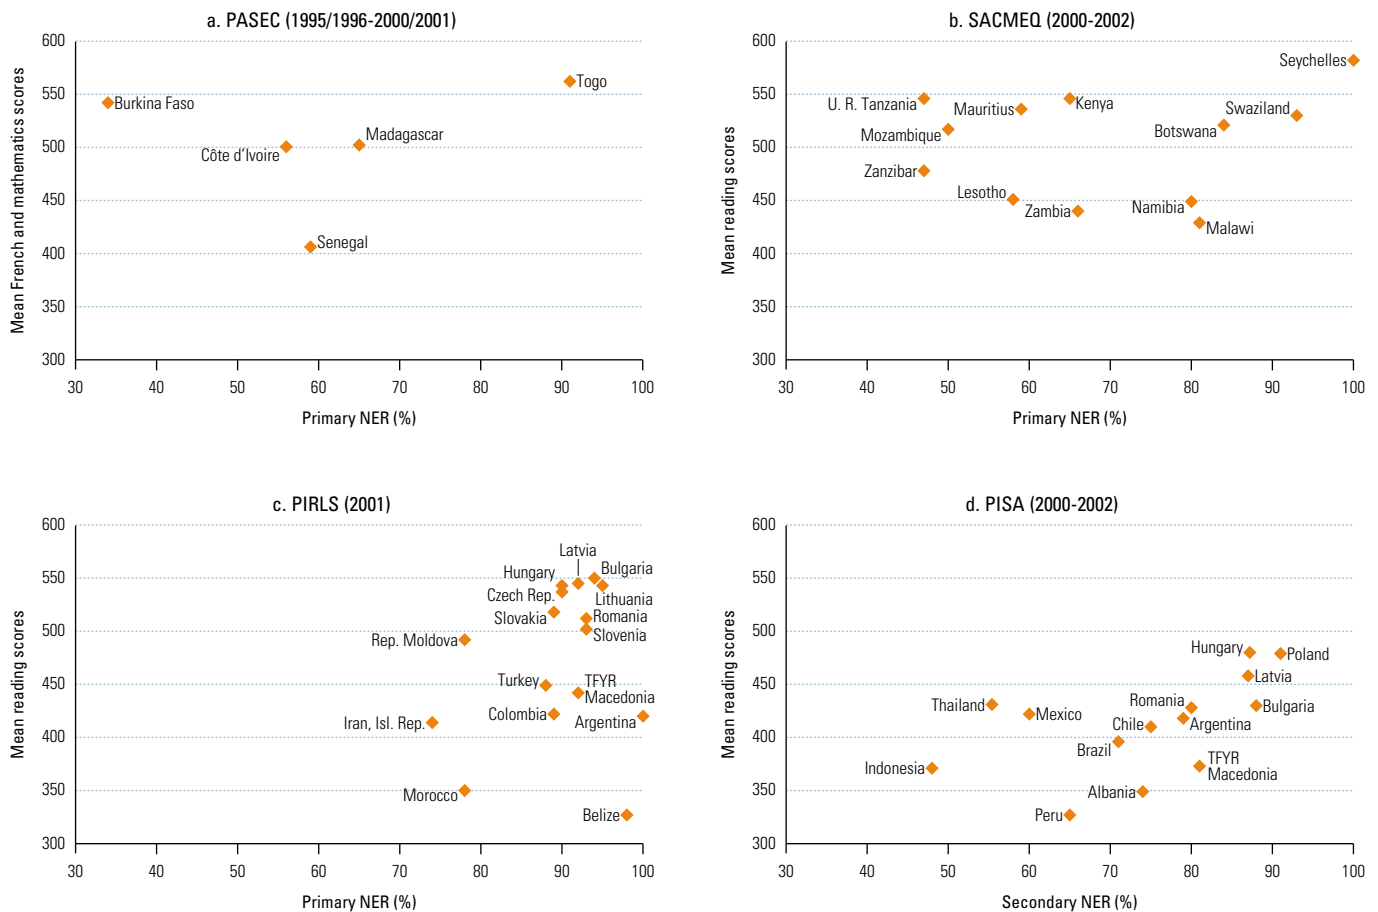 a. PASEC (1995/1996-2000/2001)
Mean French and mathematics scores
600
550
500
450
400
350
300
Togo
Burkina Faso
Madagascar
Côte d'Ivoire
Senegal
30 40 50 60 70 80 90 100
Primary NER (%)
b. SACMEQ (2000-2002)
Mean reading scores
600
550
500
450
400
350
300
Seychelles
U. R. Tanzania
Mauritius
Kenya
Swaziland
Mozambique
Botswana
Zanzibar
Lesotho
Zambia
Namibia
Malawi
30 40 50 60 70 80 90 100
Primary NER (%)
c. PIRLS (2001)
Mean reading scores
600
550
500
450
400
350
300
Latvia
Hungary
Bulgaria
Czech Rep.
Lithuania
Slovakia
Romania
Slovenia
Rep. Moldova
Turkey
TFYR
Macedonia
Colombia
Argentina
Iran, Isl. Rep.
Morocco
Belize
30 40 50 60 70 80 90 100
Primary NER (%)
d. PISA (2000-2002)
Mean reading scores
600
550
500
450
400
350
300
Hungary
Poland
Latvia
Thailand
Romania
Bulgaria
Mexico
Chile
Argentina
Brazil
TFYR
Macedonia
Indonesia
Albania
Peru
30 40 50 60 70 80 90 100
Secondary NER (%)